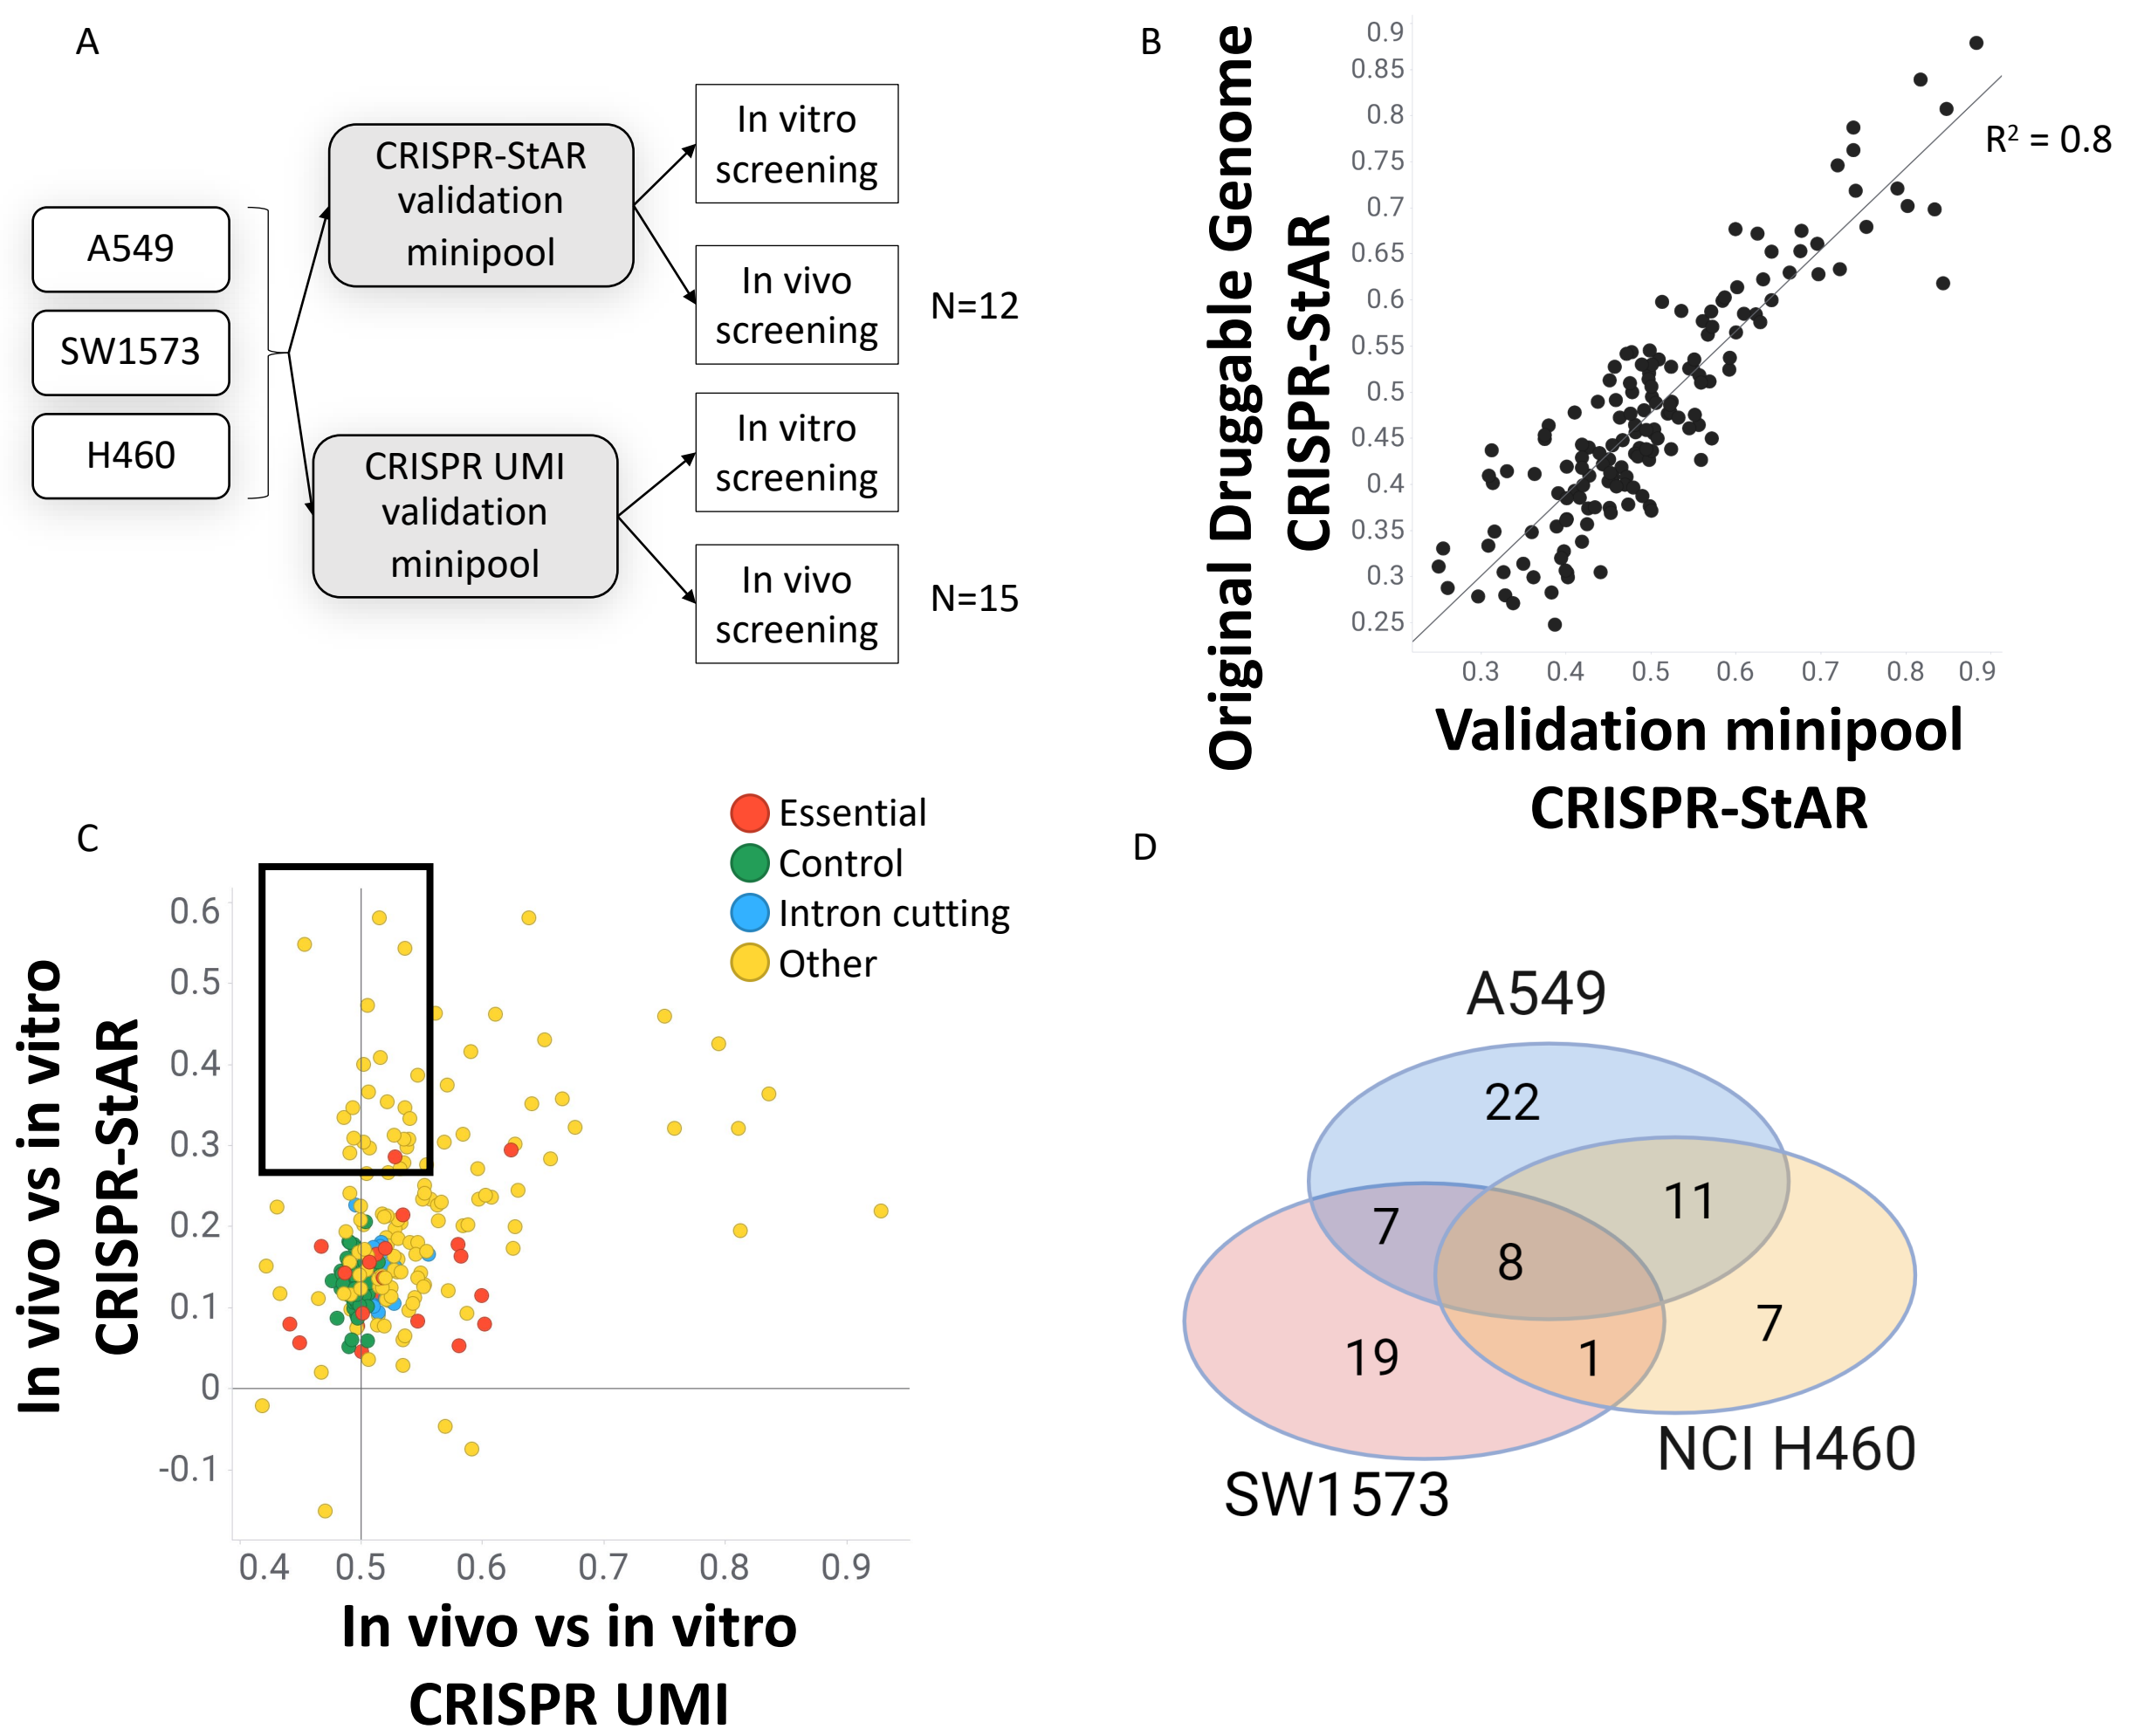 A
A549
SW1573
H460
CRISPR-StAR
validation
minipool
CRISPR UMI
validation
minipool
In vitro
screening
In vivo
screening
N=12
In vitro
screening
In vivo
screening
N=15
B
Original Druggable Genome
CRISPR-StAR
0.9
0.85
0.8
0.75
0.7
0.65
0.6
0.55
0.5
0.45
0.4
0.35
0.3
0.25
R² = 0.8
0.3 0.4 0.5 0.6 0.7 0.8 0.9
Validation minipool
CRISPR-StAR
C
Essential
Control
Intron cutting
Other
In vivo vs in vitro
CRISPR-StAR
0.6
0.5
0.4
0.3
0.2
0.1
0
-0.1
0.4 0.5 0.6 0.7 0.8 0.9
In vivo vs in vitro
CRISPR UMI
D
A549
22
11
7
8
7
19
1
NCI H460
SW1573